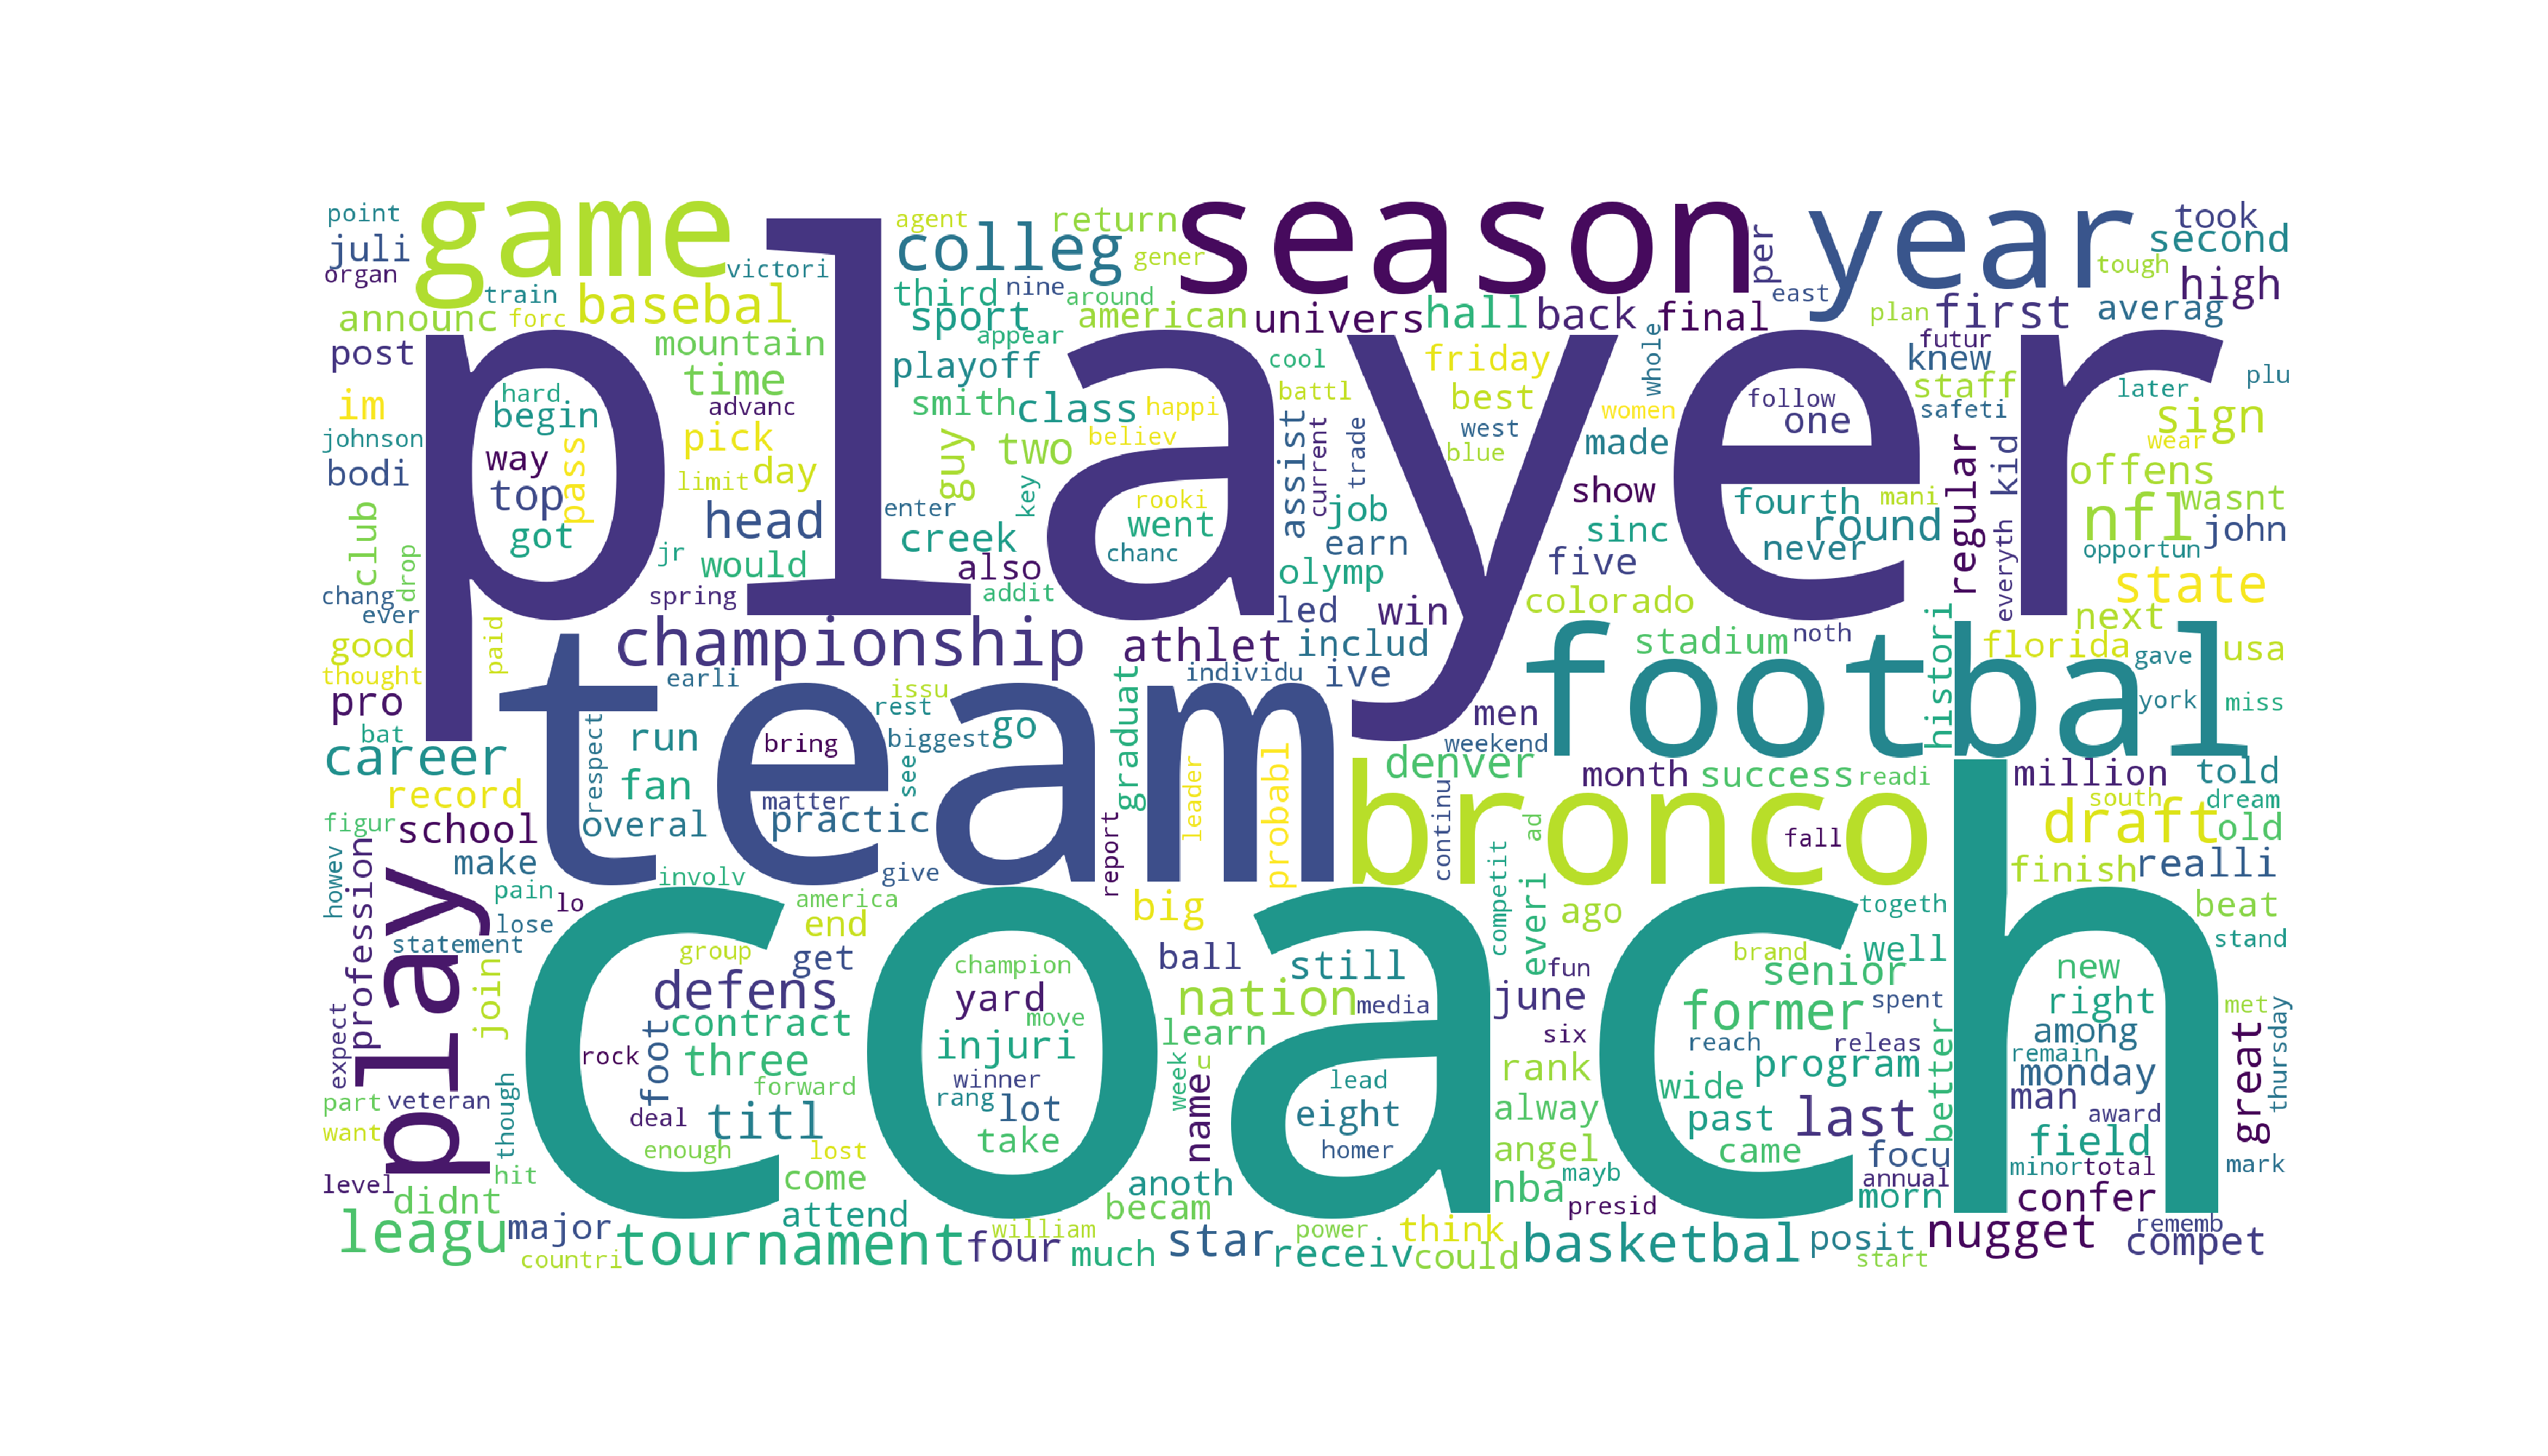 point
game
season
year
took
juli
colleg
return
second
organ
victori
agent
gener
per
tough
high
train
basebal
third
nine
around
east
announc
forc
sport
american
univers
hall
back
final
plan
first
averag
post
mountain
appear
playoff
cool
friday
whole
knew
futur
plu
player
im
hard
time
advanc
smith
class
happi
battl
best
women
follow
staff
later
safeti
sign
begin
johnson
way
pick
guy
two
believ
assist
current
trade
west
made
one
wear
bodi
top
pass
limit
day
key
rooki
blue
show
regular
kid
offens
club
got
head
enter
went
job
fourth
mani
nfl
wasnt
drop
jr
would
creek
chanc
earn
sinc
never
round
everyth
john
opportun
also
olymp
five
chang
ever
spring
addit
led
win
colorado
state
good
paid
championship
athlet
includ
stadium
noth
histori
next
footbal
florida
gave
usa
thought
earli
issu
individu
ive
pro
team
rest
graduat
men
york
miss
bat
respect
run
bring
biggest
go
weekend
career
fan
see
leader
probabl
denver
month
success
readi
million
told
record
matter
bronco
south
dream
figur
school
overal
practic
report
continu
ad
fall
draft
old
howev
profession
make
involv
give
competit
finish
realli
play
pain
lo
america
big
everi
ago
togeth
beat
lose
end
coach
statement
group
get
ball
still
brand
well
stand
join
defens
champion
yard
nation
media
june
fun
senior
former
spent
new
right
met
thursday
expect
foot
contract
move
learn
six
among
rock
three
injuri
week
u
rank
reach
releas
better
remain
great
part
veteran
forward
winner
name
lead
wide
program
monday
though
deal
titl
rang
lot
eight
alway
past
last
man
award
want
enough
lost
take
homer
angel
came
focu
field
level
hit
come
anoth
nba
mayb
annual
minor
total
mark
didnt
attend
becam
presid
morn
confer
leagu
major
tournament
william
four
much
star
power
think
basketbal
posit
nugget
rememb
compet
countri
receiv
could
start